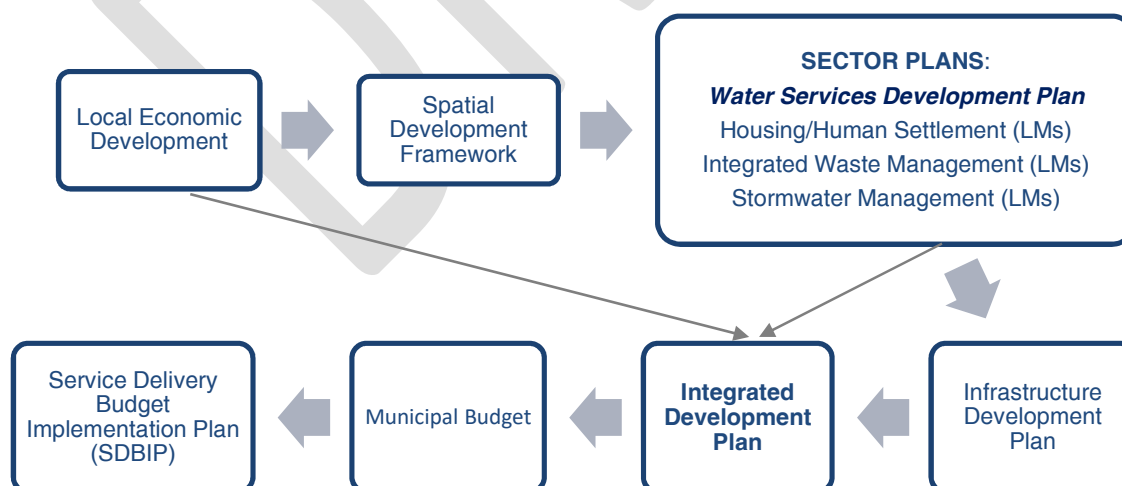 Local Economic
Development
Spatial
Development
Framework
SECTOR PLANS:
Water Services Development Plan
Housing/Human Settlement (LMs)
Integrated Waste Management (LMs)
Stormwater Management (LMs)
Service Delivery
Budget
Implementation Plan
(SDBIP)
Municipal Budget
Integrated
Development
Plan
Infrastructure
Development
Plan